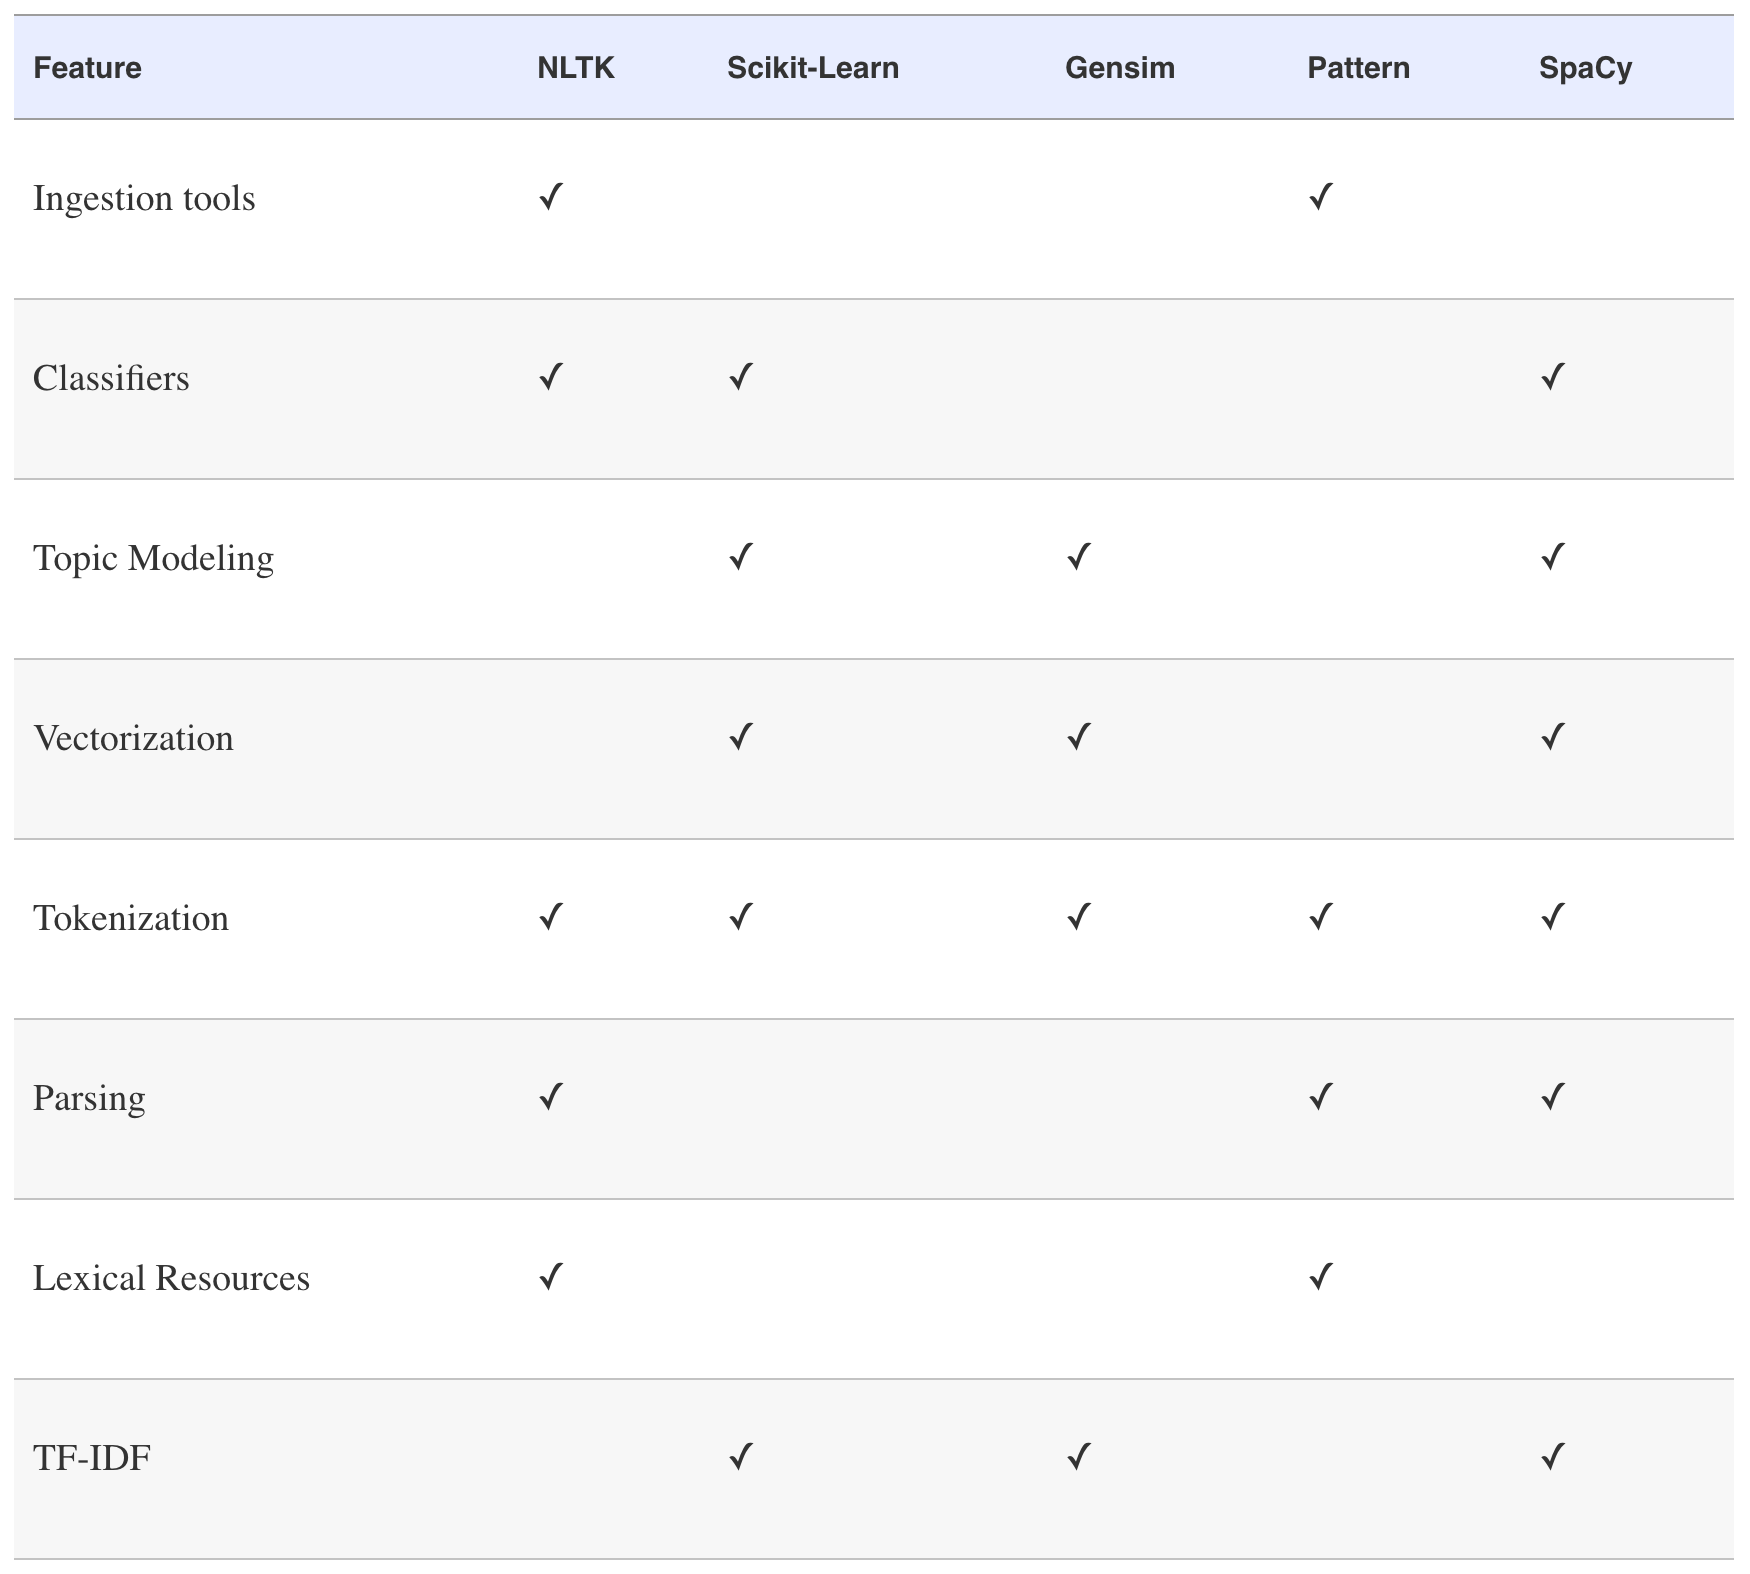 Feature NLTK Scikit-Learn Gensim Pattern SpaCy
Ingestion tools ✓ ✓
Classifiers ✓ ✓ ✓
Topic Modeling ✓ ✓ ✓
Vectorization ✓ ✓ ✓
Tokenization ✓ ✓ ✓ ✓ ✓
Parsing ✓ ✓ ✓
Lexical Resources ✓ ✓
TF-IDF ✓ ✓ ✓